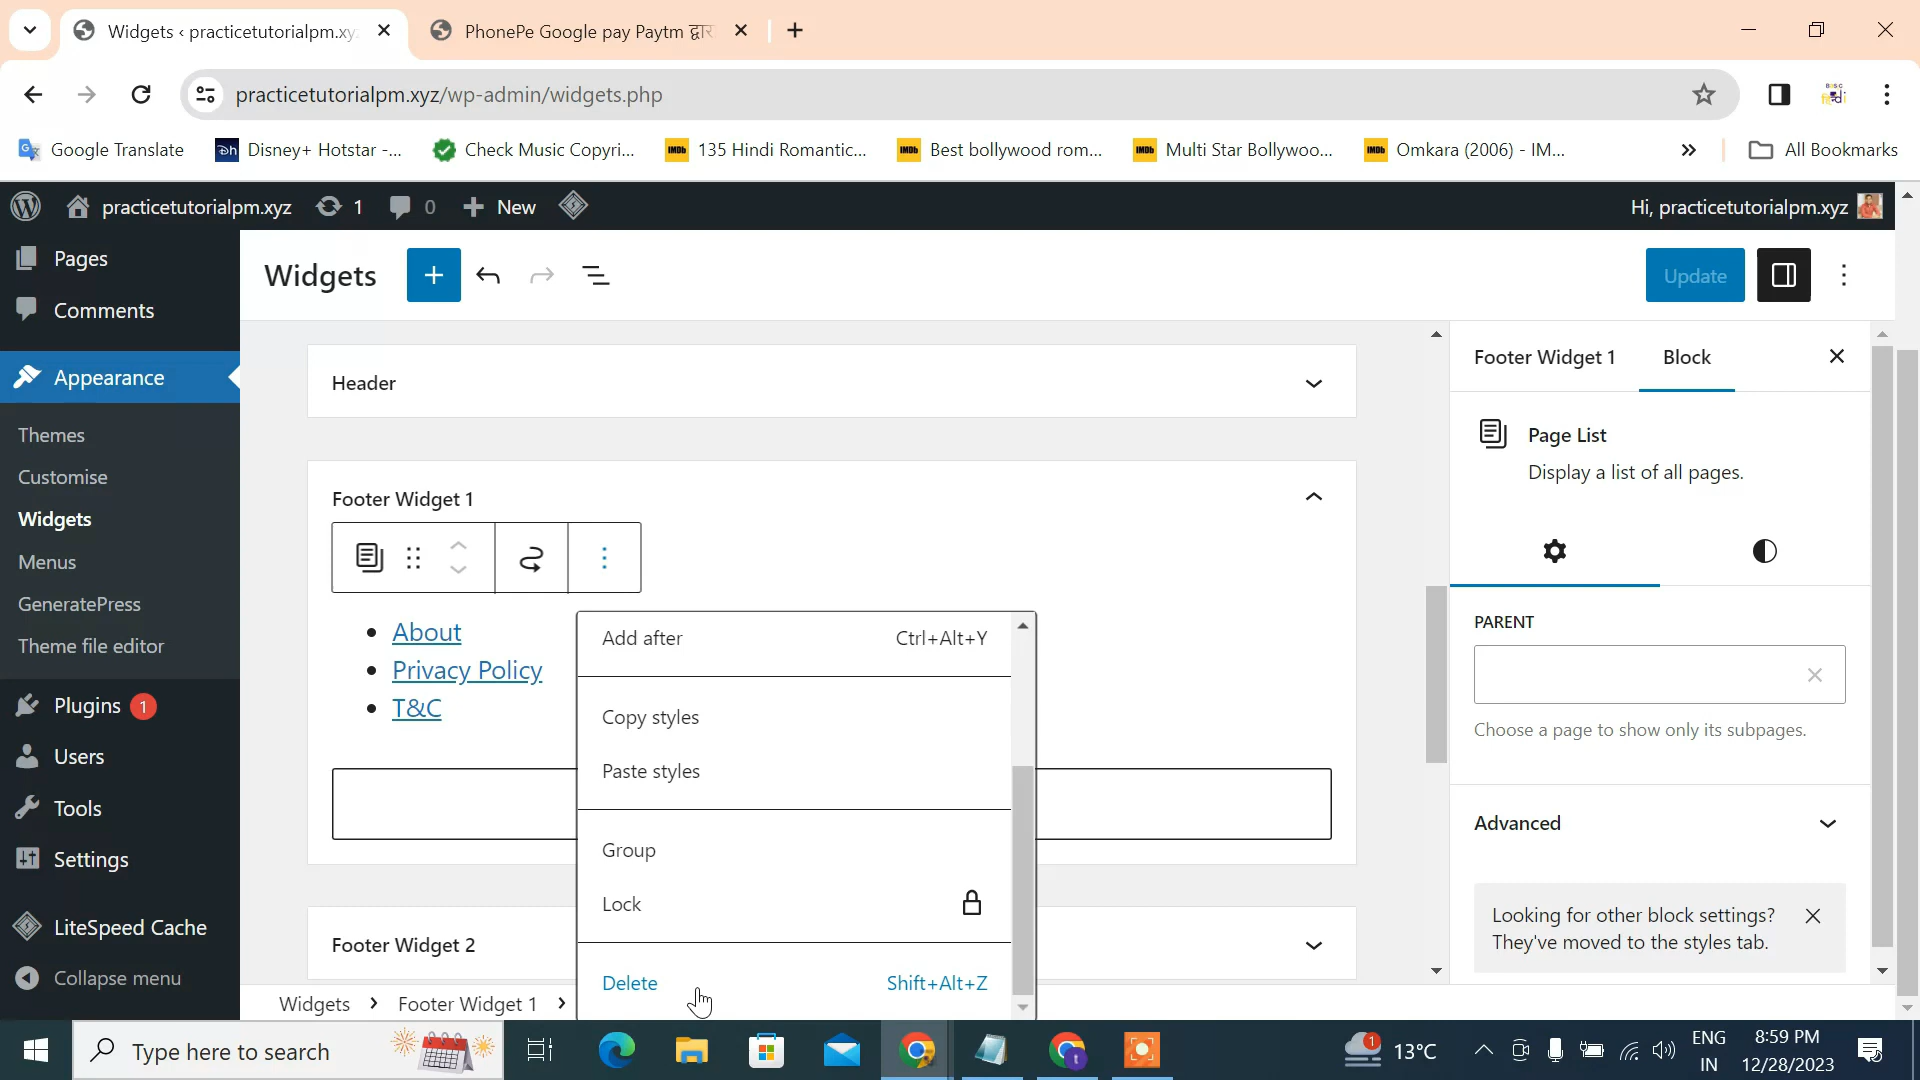 Widgets ‹ practicetutorialpm.xy
PhonePe Google pay Paytm द्वार
practicetutorialpm.xyz/wp-admin/widgets.php
Google Translate
Disney+ Hotstar -...
Check Music Copyri...
135 Hindi Romantic...
Best bollywood rom...
Multi Star Bollywoo...
Omkara (2006) - IM...
All Bookmarks
practicetutorialpm.xyz
1
0
New
Hi, practicetutorialpm.xyz
Pages
Comments
Appearance
Themes
Customise
Widgets
Menus
GeneratePress
Theme file editor
Plugins 1
Users
Tools
Settings
LiteSpeed Cache
Collapse menu
Widgets
Update
Header
Footer Widget 1
About
Privacy Policy
T&C
Add after Ctrl+Alt+Y
Copy styles
Paste styles
Group
Lock
Delete Shift+Alt+Z
Footer Widget 2
Widgets > Footer Widget 1 >
Footer Widget 1
Block
Page List
Display a list of all pages.
PARENT
Choose a page to show only its subpages.
Advanced
Looking for other block settings?
They've moved to the styles tab.
Type here to search
1
13°C
ENG
IN
8:59 PM
12/28/2023